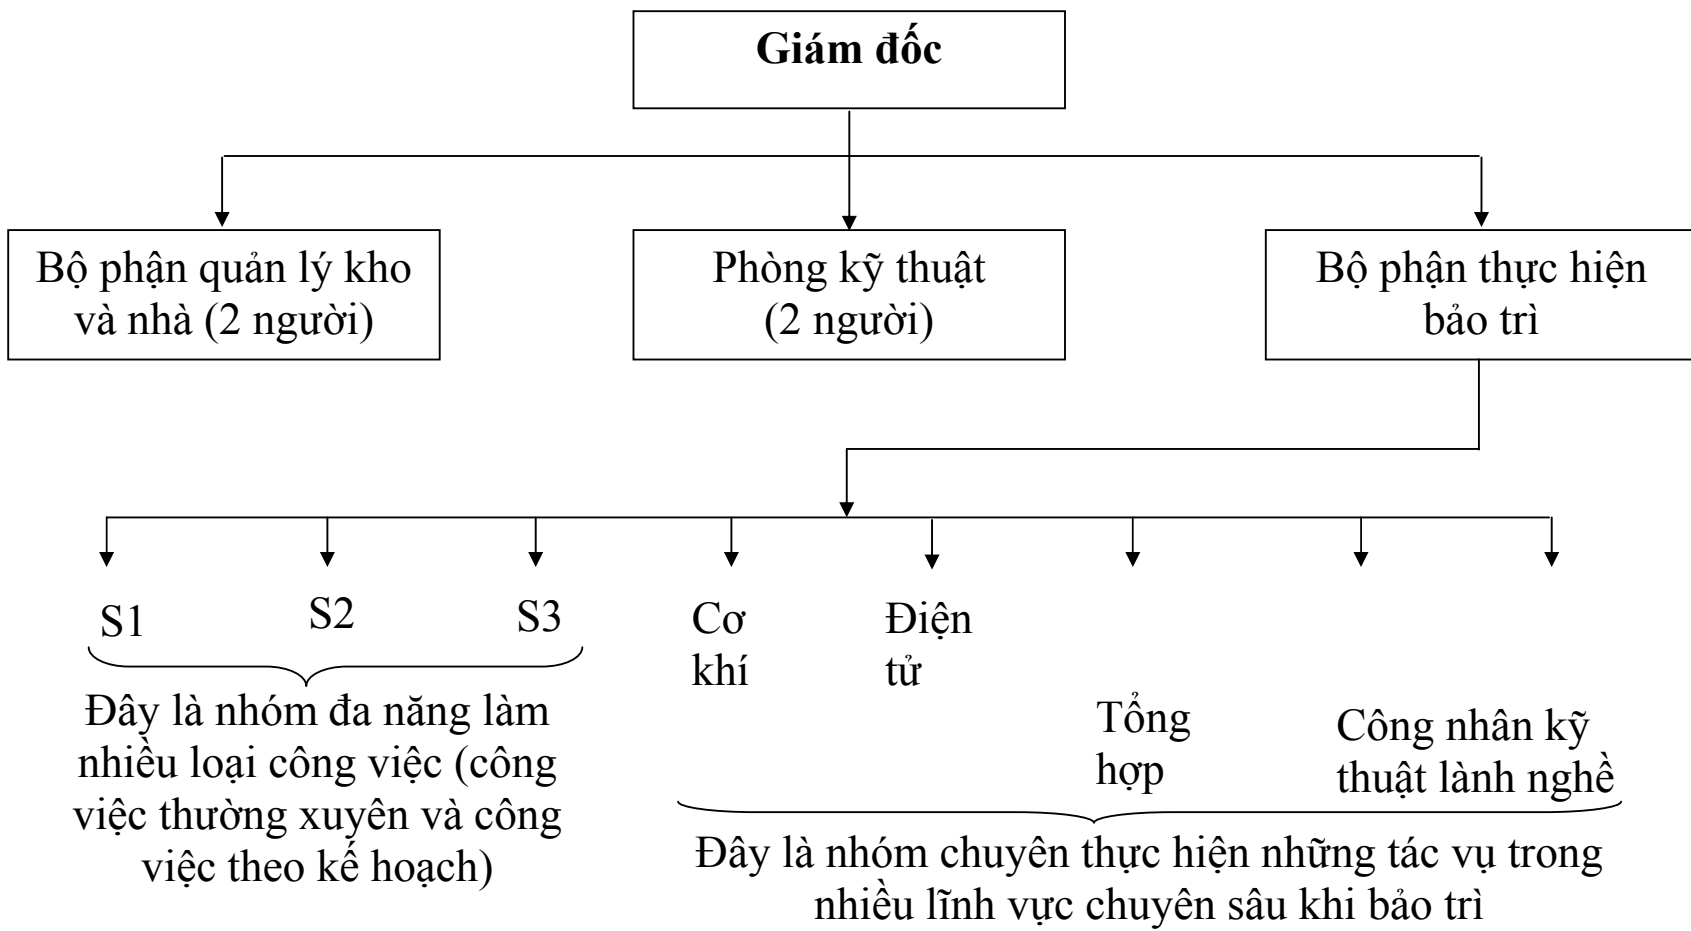 Giám đốc
Bộ phận quản lý kho
và nhà (2 người)
Phòng kỹ thuật
(2 người)
Bộ phận thực hiện
bảo trì
S1
S2
S3
Cơ
khí
Điện
tử
Tổng
hợp
Công nhân kỹ
thuật lành nghề
Đây là nhóm đa năng làm
nhiều loại công việc (công
việc thường xuyên và công
việc theo kế hoạch)
Đây là nhóm chuyên thực hiện những tác vụ trong
nhiều lĩnh vực chuyên sâu khi bảo trì